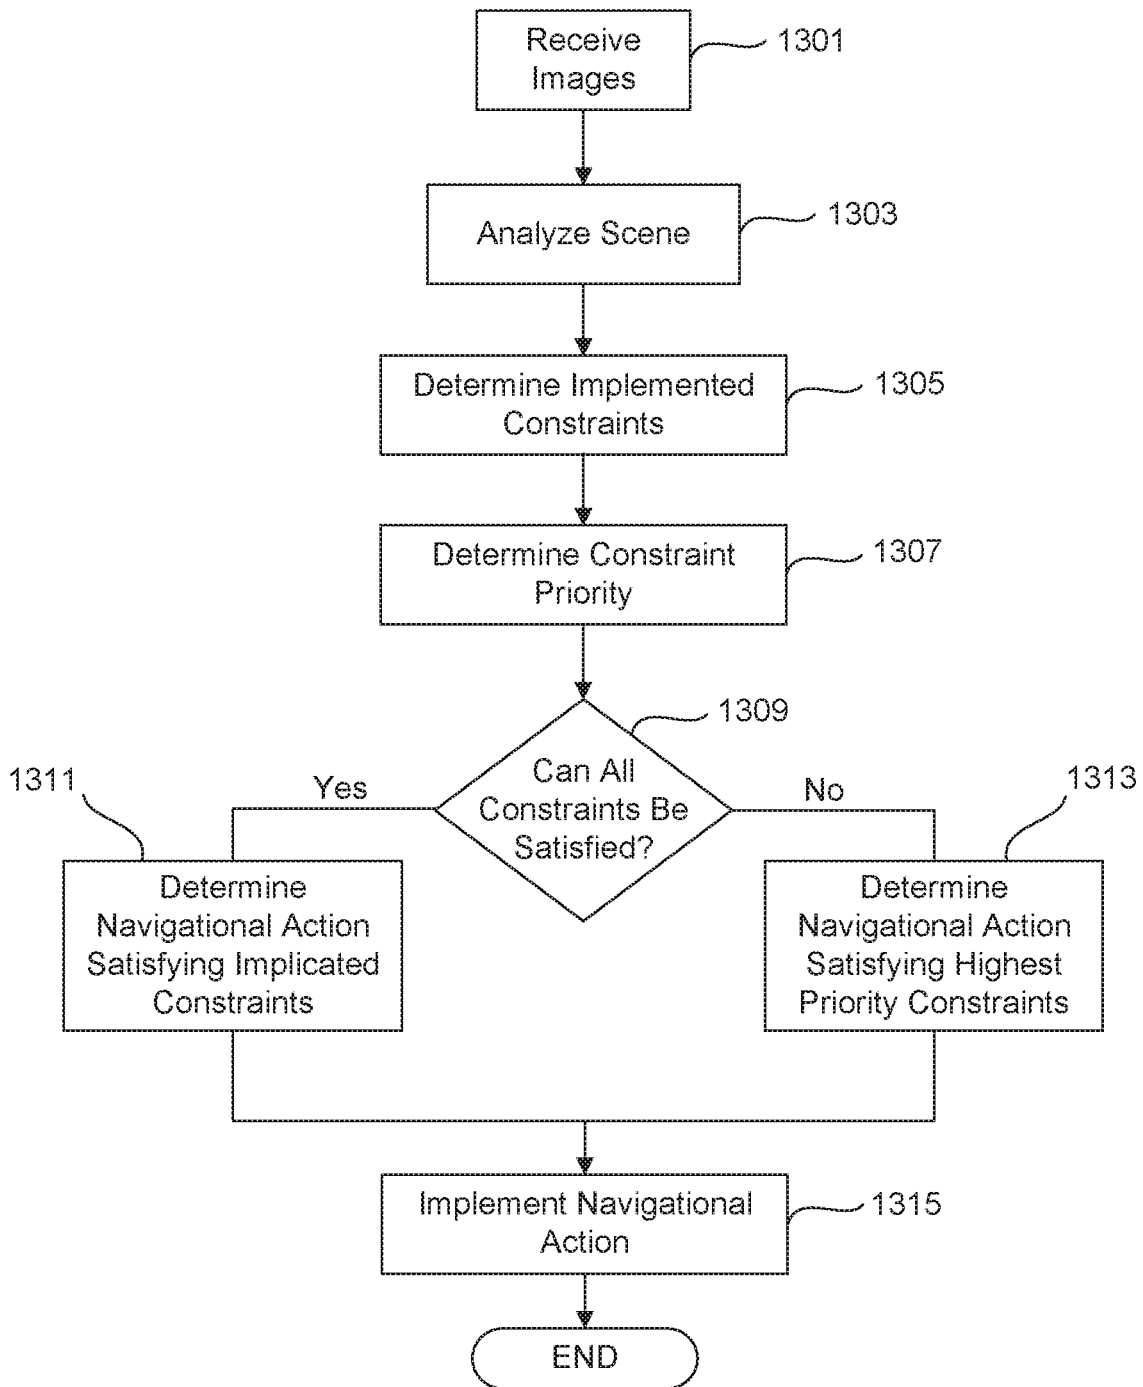 Receive
Images
1301
Analyze Scene
1303
Determine Implemented
Constraints
1305
Determine Constraint
Priority
1307
Can All
Constraints Be
Satisfied?
1309
Yes
No
1311
Determine
Navigational Action
Satisfying Implicated
Constraints
1313
Determine
Navigational Action
Satisfying Highest
Priority Constraints
Implement Navigational
Action
1315
END